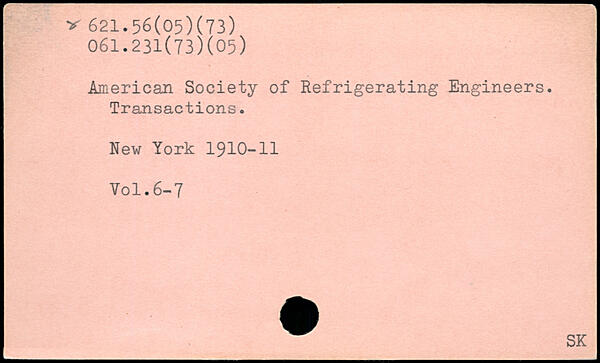 621.56(05)(73)
061.231(73)(05)
American Society of Refrigerating Engineers.
Transactions.
New York 1910-11
Vol.6-7
SK